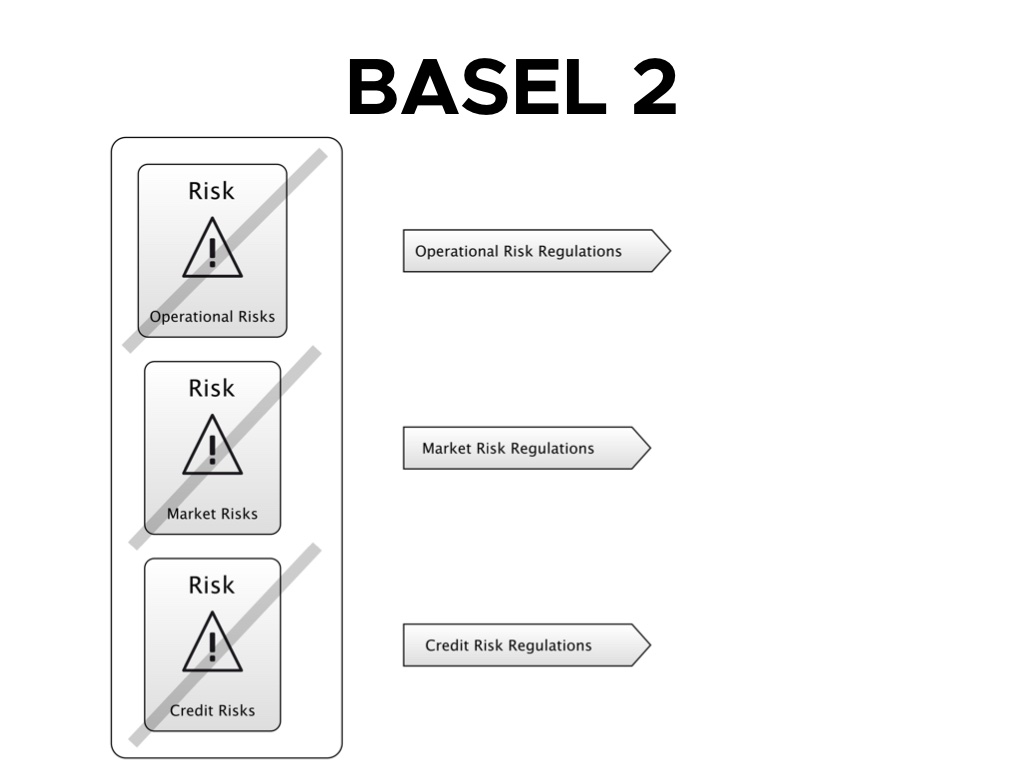 BASEL 2
Risk
!
Operational Risks
Operational Risk Regulations
Risk
!
Market Risks
Market Risk Regulations
Risk
!
Credit Risks
Credit Risk Regulations